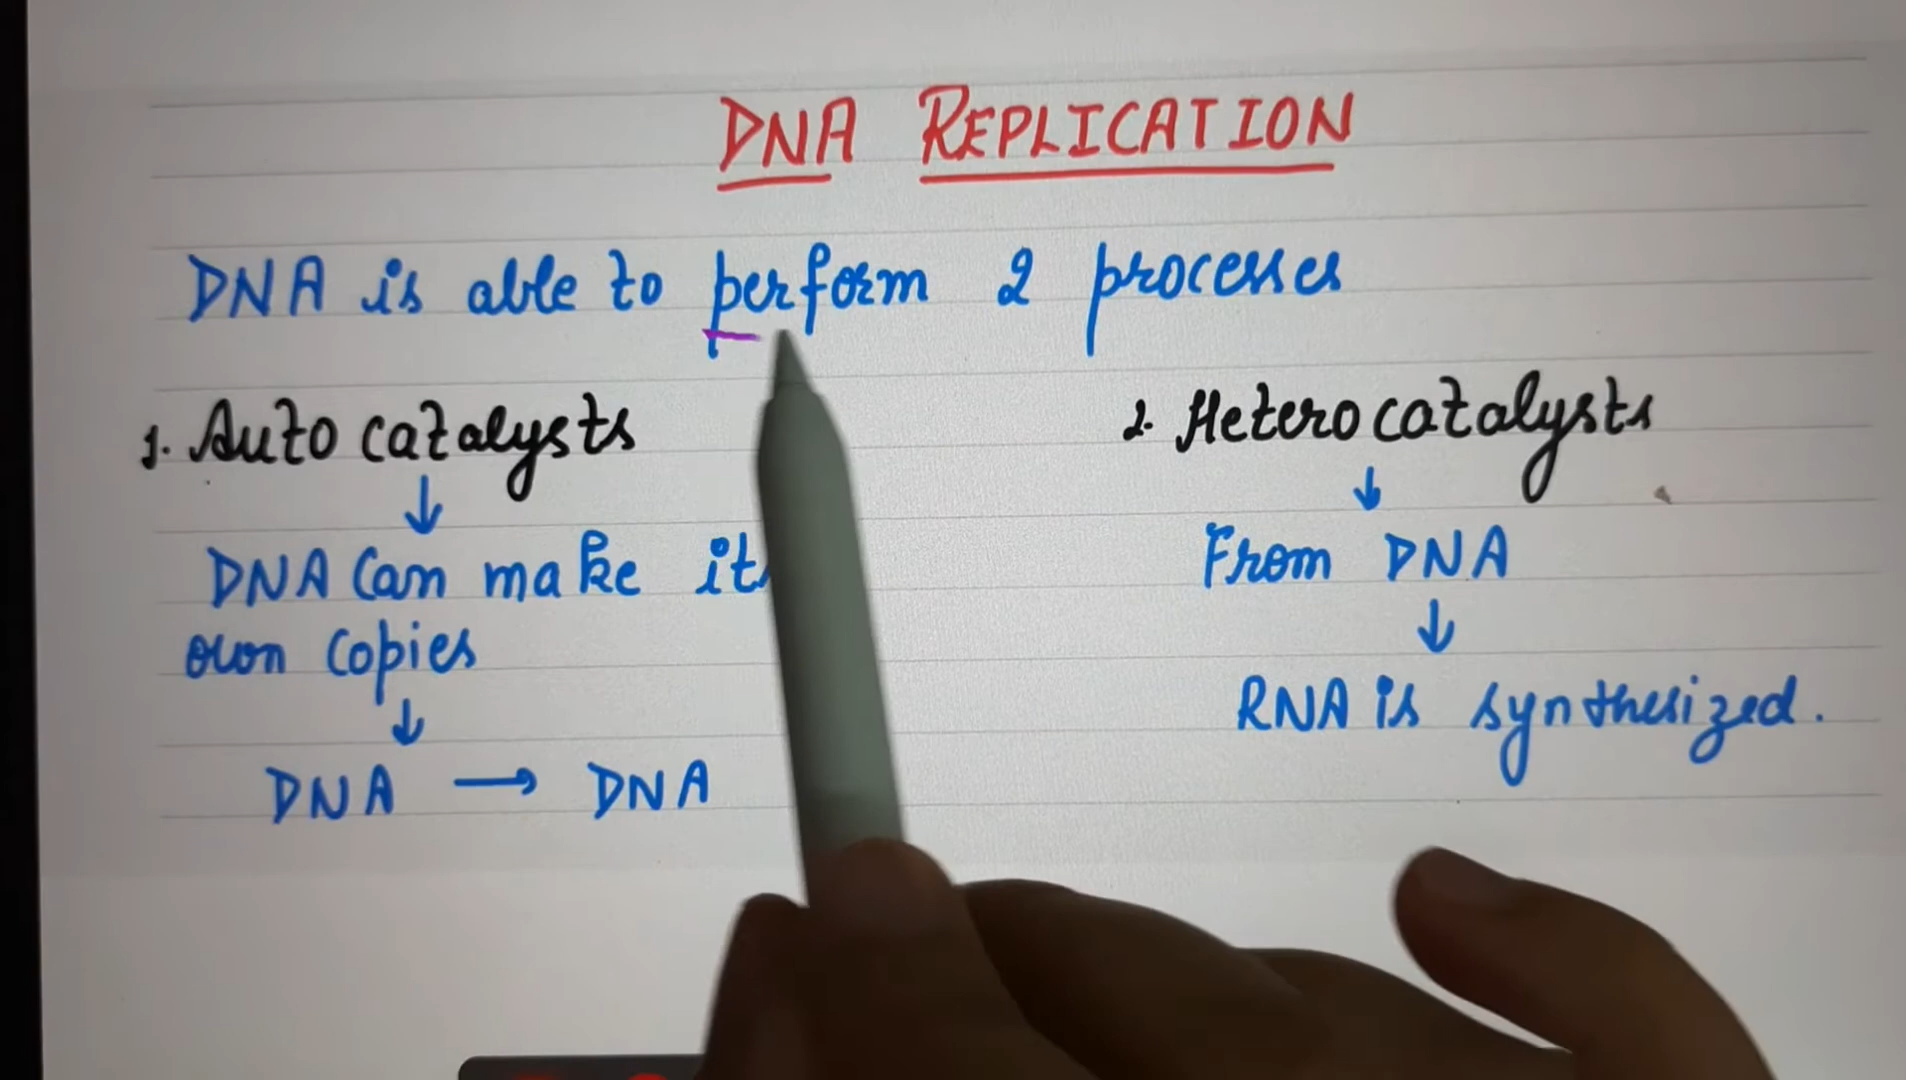 DNA REPLICATION
DNA is able to perform 2 processes
1. Auto catalysts
2. Hetero catalysts
DNA Can make its
own copies
DNA → DNA
From DNA
RNA is synthesized.